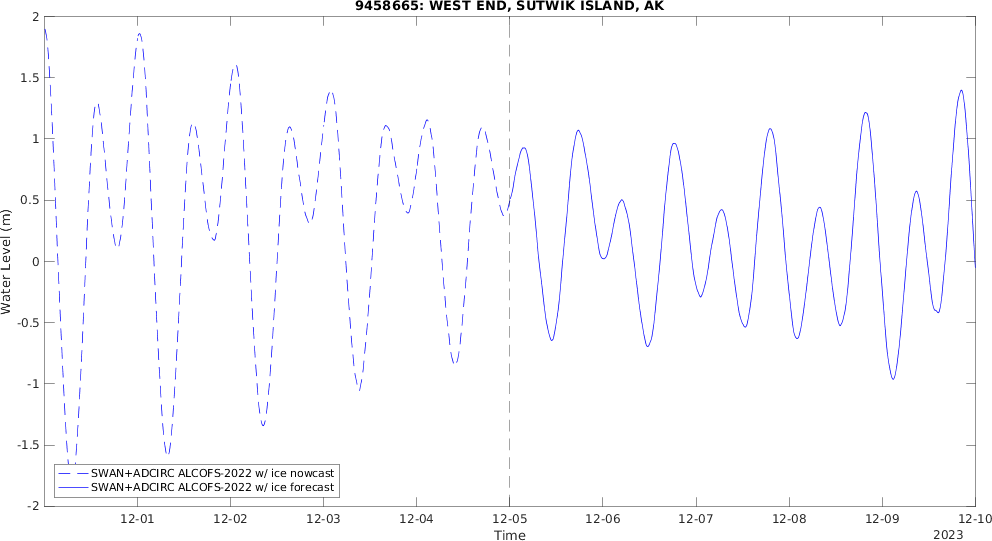 9458665: WEST END, SUTWIK ISLAND, AK
2
1.5
1
0.5
0
-0.5
-1
-1.5
-2
Water Level (m)
SWAN+ADCIRC ALCOFS-2022 w/ ice nowcast
SWAN+ADCIRC ALCOFS-2022 w/ ice forecast
12-01 12-02 12-03 12-04 12-05 12-06 12-07 12-08 12-09 12-10
Time
2023